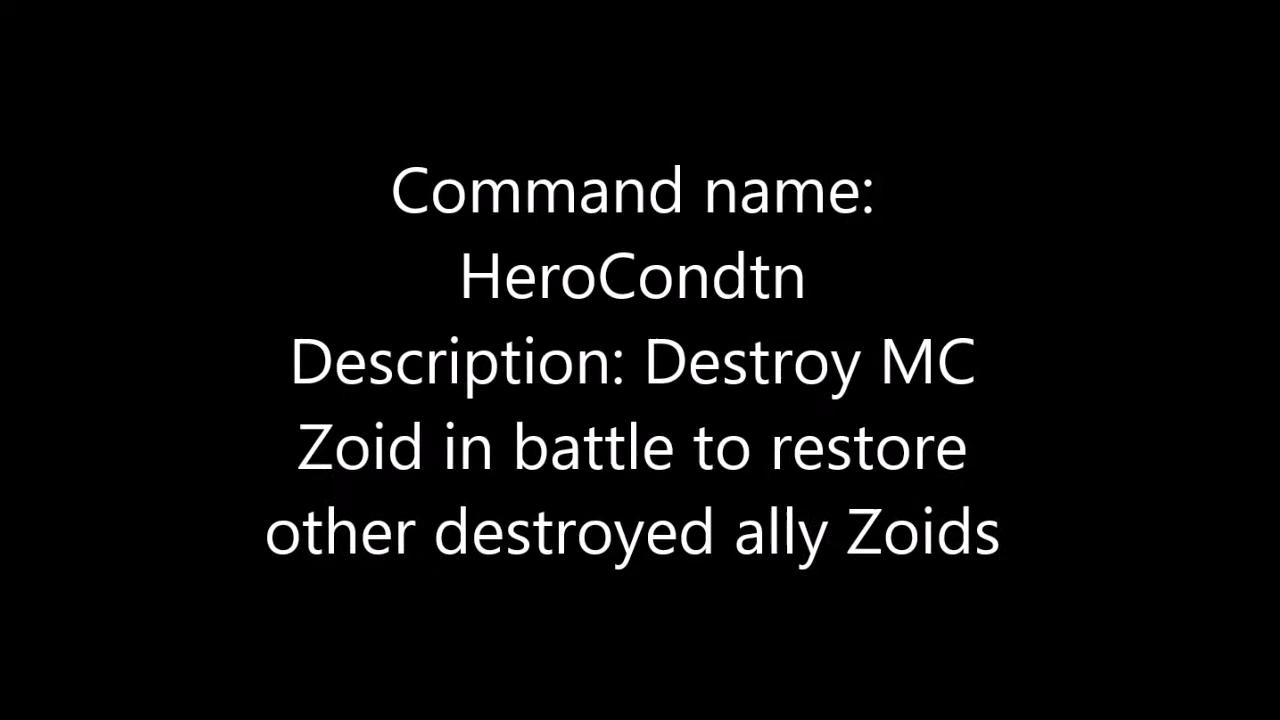 Command name:
HeroCondtn
Description: Destroy MC
Zoid in battle to restore
other destroyed ally Zoids